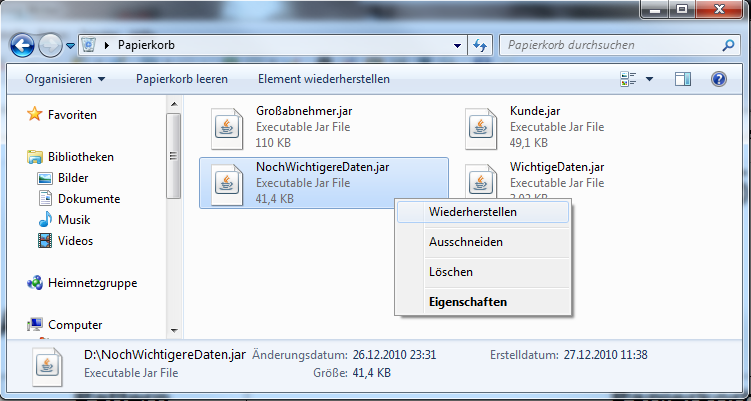 Papierkorb
Papierkorb durchsuchen
Organisieren
Papierkorb leeren
Element wiederherstellen
Favoriten
Bibliotheken
Bilder
Dokumente
Musik
Videos
Heimnetzgruppe
Computer
Großabnehmer.jar
Executable Jar File
110 KB
Kunde.jar
Executable Jar File
49,1 KB
NochWichtigereDaten.jar
Executable Jar File
41,4 KB
WichtigeDaten.jar
Executable Jar File
Wiederherstellen
Ausschneiden
Löschen
Eigenschaften
D:\NochWichtigereDaten.jar Änderungsdatum: 26.12.2010 23:31 Erstelldatum: 27.12.2010 11:38
Executable Jar File Größe: 41,4 KB